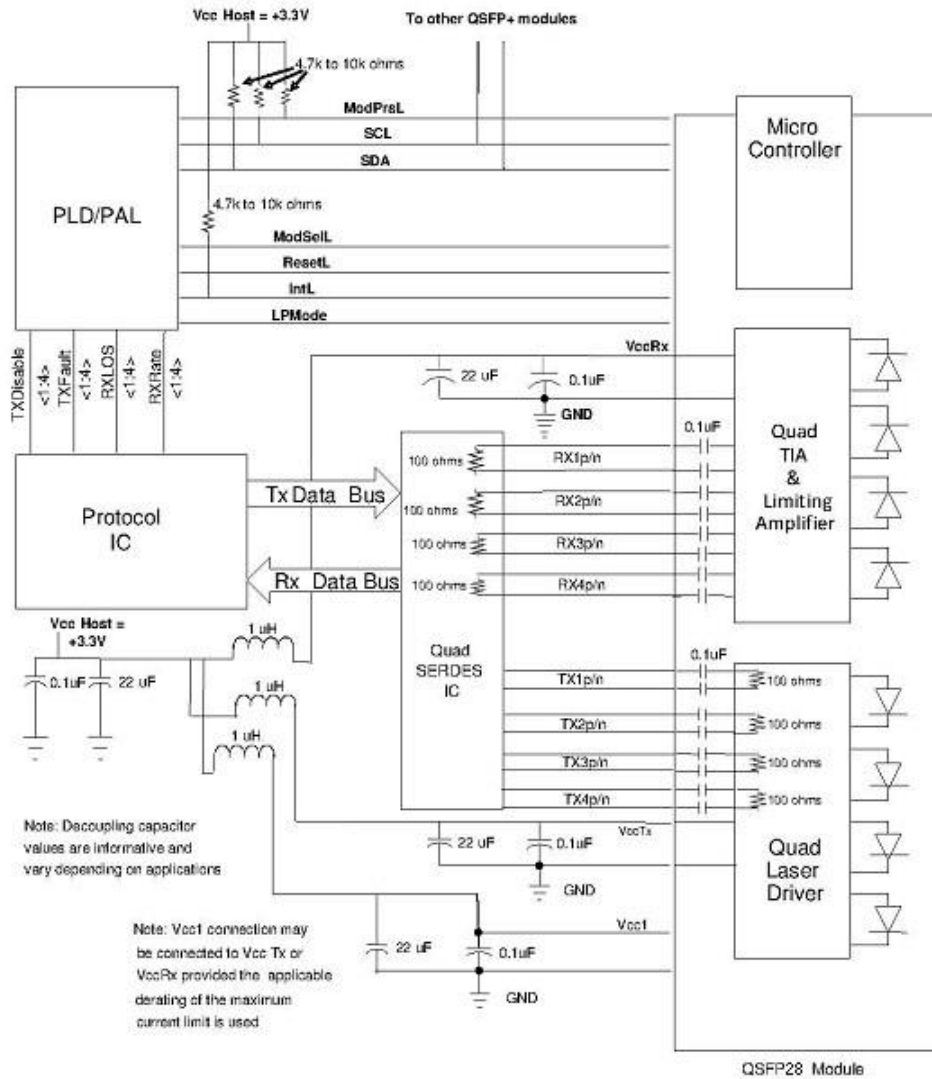 Vcc Host = +3.3V
To other QSFP+ modules
4.7k to 10k ohms
ModPrsL
SCL
SDA
PLD/PAL
4.7k to 10k ohms
ModSelL
ResetL
IntL
LPMode
Micro
Controller
TXDisable
<1:4>
TXFault
<1:4>
RXLOS
<1:4>
RXRate
<1:4>
VccRx
22 uF
0.1uF
GND
Protocol
IC
Tx Data Bus
Rx Data Bus
100 ohms
100 ohms
100 ohms
100 ohms
Quad
SERDES
IC
RX1p/n
RX2p/n
RX3p/n
RX4p/n
0.1uF
Quad
TIA
&
Limiting
Amplifier
Vcc Host =
+3.3V
0.1uF
22 uF
1 uH
1 uH
1 uH
TX1p/n
TX2p/n
TX3p/n
TX4p/n
0.1uF
100 ohms
100 ohms
100 ohms
100 ohms
Quad
Laser
Driver
VccTx
22 uF
0.1uF
GND
Note: Decoupling capacitor
values are informative and
vary depending on applications
Vcc1
22 uF
0.1uF
GND
Note: Vcc1 connection may
be connected to Vcc Tx or
VccRx provided the applicable
derating of the maximum
current limit is used
QSFP28 Module